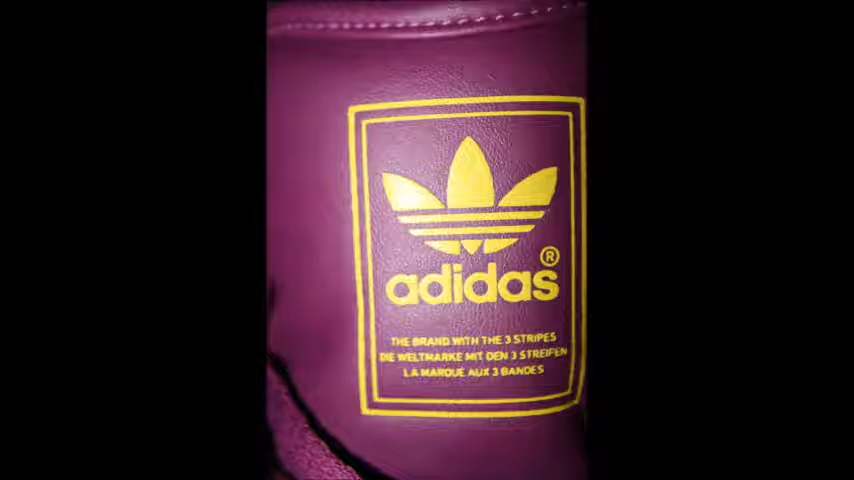 adidas®
THE BRAND WITH THE 3 STRIPES
DIE WELTMARKE MIT DEN 3 STREIFEN
LA MARQUE AUX 3 BANDES